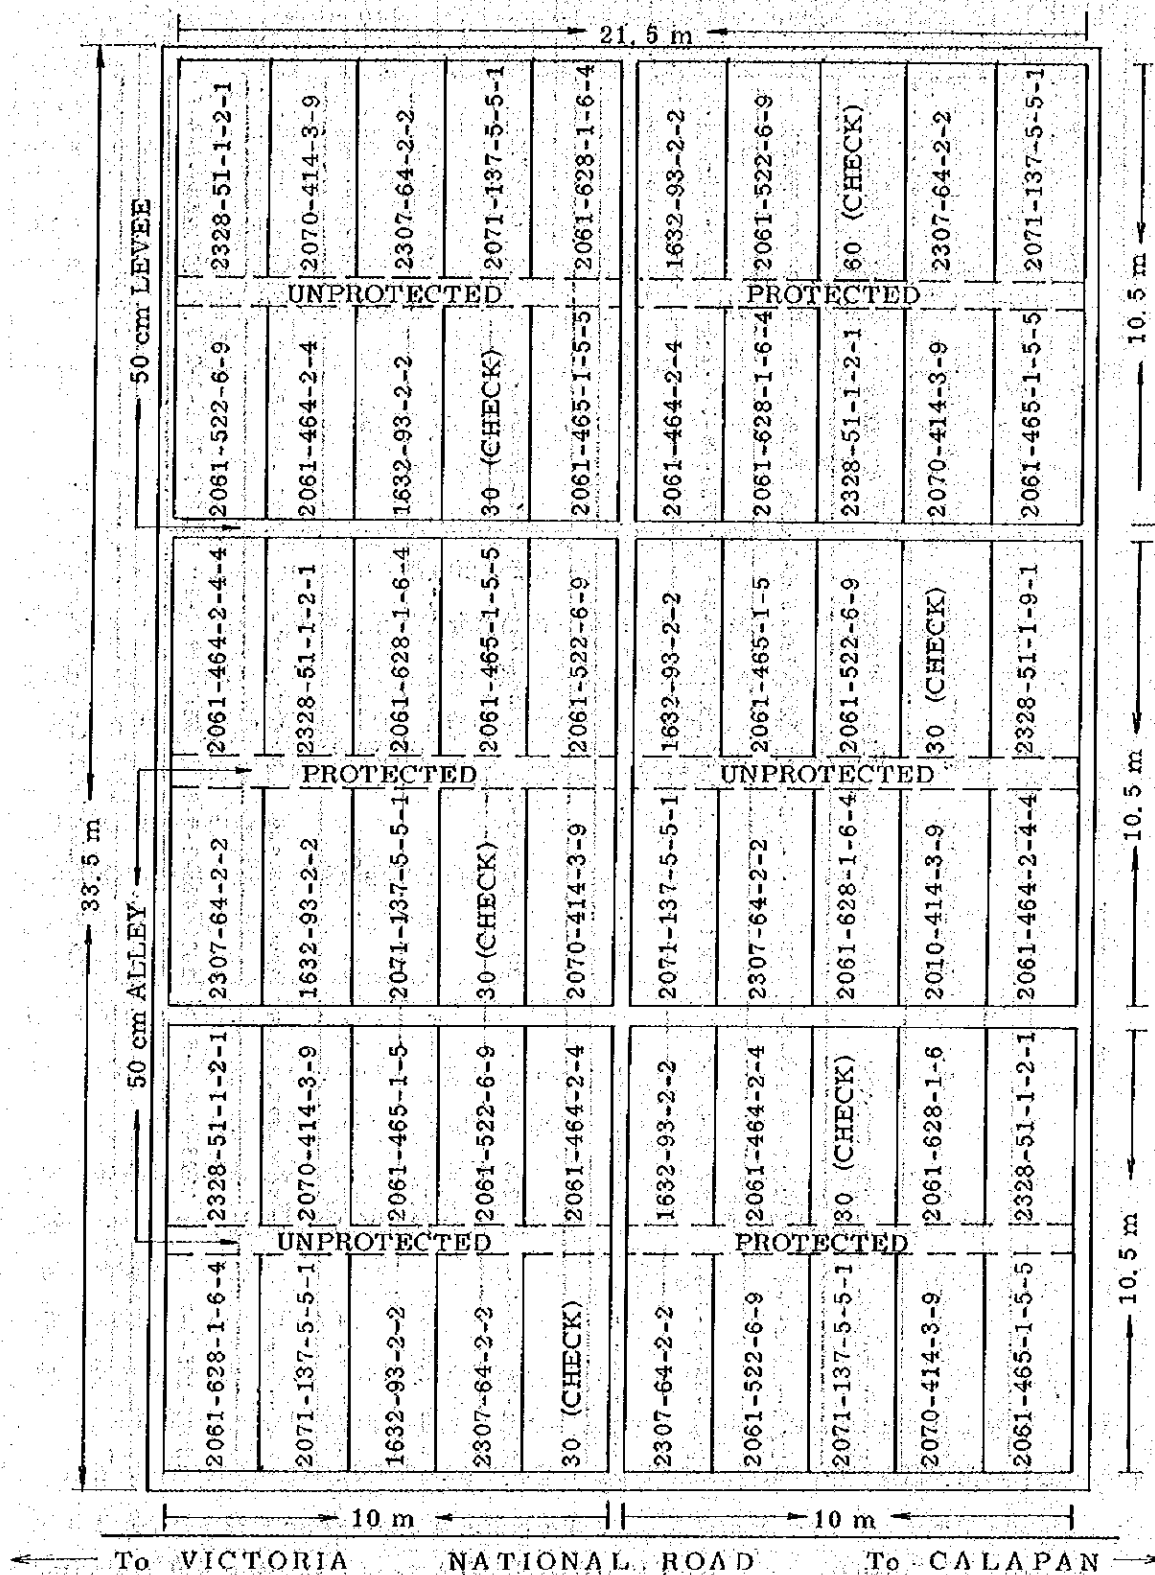 21.5 m
50 cm LEVEE
33.5 m
50 cm ALLEY
2328-51-1-2-1
2070-414-3-9
2307-64-2-2
2071-137-5-5-1
2061-628-1-6-4
1632-93-2-2
2061-522-6-9
60 (CHECK)
2307-64-2-2
2071-137-5-5-1
UNPROTECTED
PROTECTED
2061-522-6-9
2061-464-2-4
1632-93-2-2
30 (CHECK)
2061-465-1-5-5
2061-464-2-4
2061-628-1-6-4
2328-51-1-2-1
2070-414-3-9
2061-465-1-5-5
10.5 m
2061-464-2-4-4
2328-51-1-2-1
2061-628-1-6-4
2061-465-1-5-5
2061-522-6-9
1632-93-2-2
2061-465-1-5
2061-522-6-9
30 (CHECK)
2328-51-1-9-1
PROTECTED
UNPROTECTED
2307-64-2-2
1632-93-2-2
2071-137-5-5-1
30 (CHECK)
2070-414-3-9
2071-137-5-5-1
2307-64-2-2
2061-628-1-6-4
2010-414-3-9
2061-464-2-4-4
10.5 m
2328-51-1-2-1
2070-414-3-9
2061-465-1-5
2061-522-6-9
2061-464-2-4
1632-93-2-2
2061-464-2-4
30 (CHECK)
2061-628-1-6
2328-51-1-2-1
UNPROTECTED
PROTECTED
2061-628-1-6-4
2071-137-5-5-1
1632-93-2-2
2307-64-2-2
30 (CHECK)
2307-64-2-2
2061-522-6-9
2071-137-5-5-1
2070-414-3-9
2061-465-1-5-5
10.5 m
10 m
10 m
To VICTORIA NATIONAL ROAD To CALAPAN